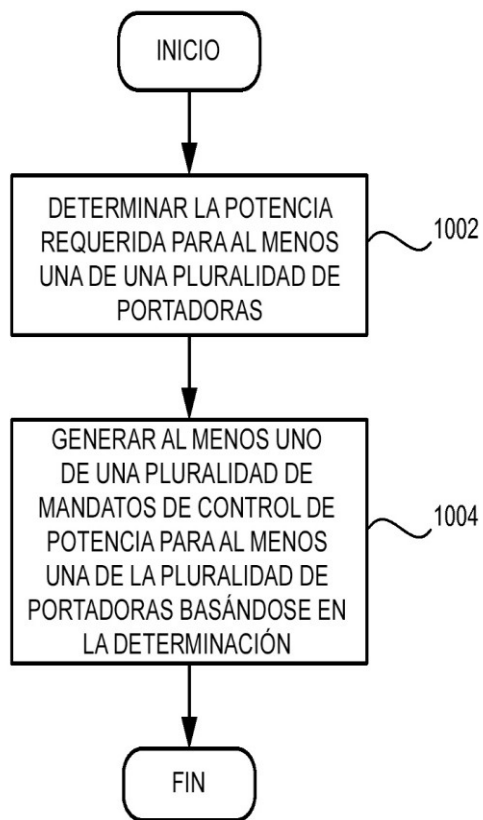 INICIO
DETERMINAR LA POTENCIA
REQUERIDA PARA AL MENOS
UNA DE UNA PLURALIDAD DE
PORTADORAS
1002
GENERAR AL MENOS UNO
DE UNA PLURALIDAD DE
MANDATOS DE CONTROL DE
POTENCIA PARA AL MENOS
UNA DE LA PLURALIDAD DE
PORTADORAS BASÁNDOSE EN
LA DETERMINACIÓN
1004
FIN